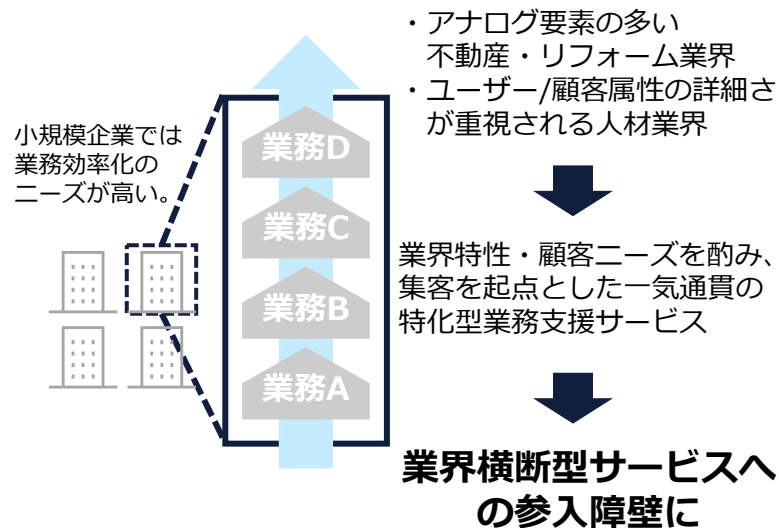 小規模企業では
業務効率化の
ニーズが高い。
業務D
業務C
業務B
業務A
・アナログ要素の多い
不動産・リフォーム業界
・ユーザー/顧客属性の詳細さ
が重視される人材業界
業界特性・顧客ニーズを酌み、
集客を起点とした一気通貫の
特化型業務支援サービス
業界横断型サービスへ
の参入障壁に